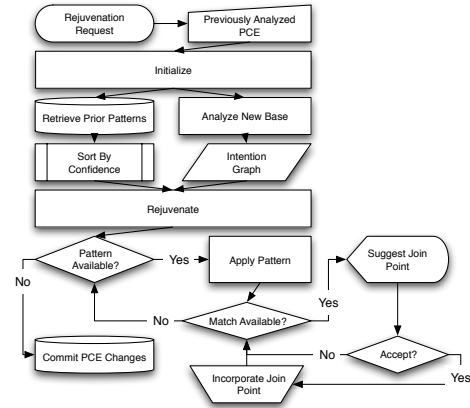 Rejuvenation
Request
Previously Analyzed
PCE
Initialize
Retrieve Prior Patterns
Analyze New Base
Sort By
Confidence
Intention
Graph
Rejuvenate
Pattern
Available?
Yes
Apply Pattern
Suggest Join
Point
No
Yes
No
Match Available?
Commit PCE Changes
No
Accept?
Yes
Incorporate Join
Point